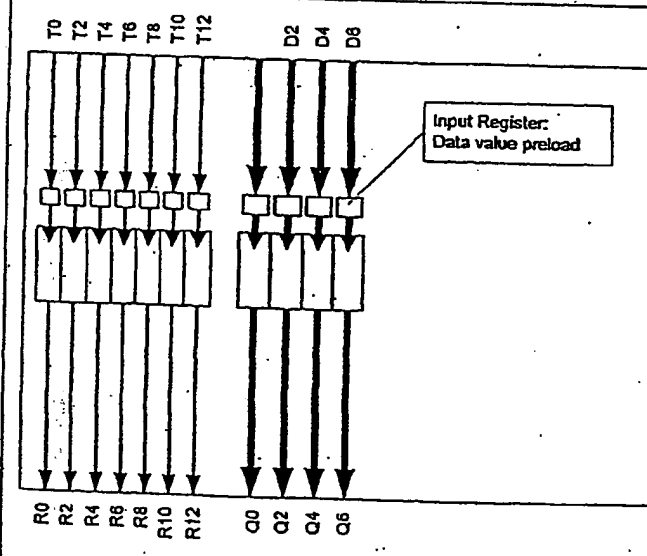 T0 T2 T4 T6 T8 T10 T12
D2 D4 D6
Input Register:
Data value preload
R0 R2 R4 R6 R8 R10 R12
Q0 Q2 Q4 Q6